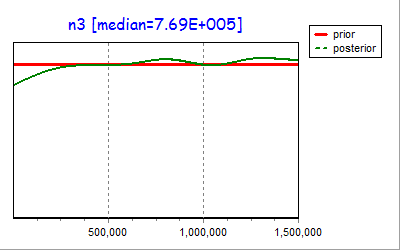 n3 [median=7.69E+005]
prior
posterior
500,000
1,000,000
1,500,000